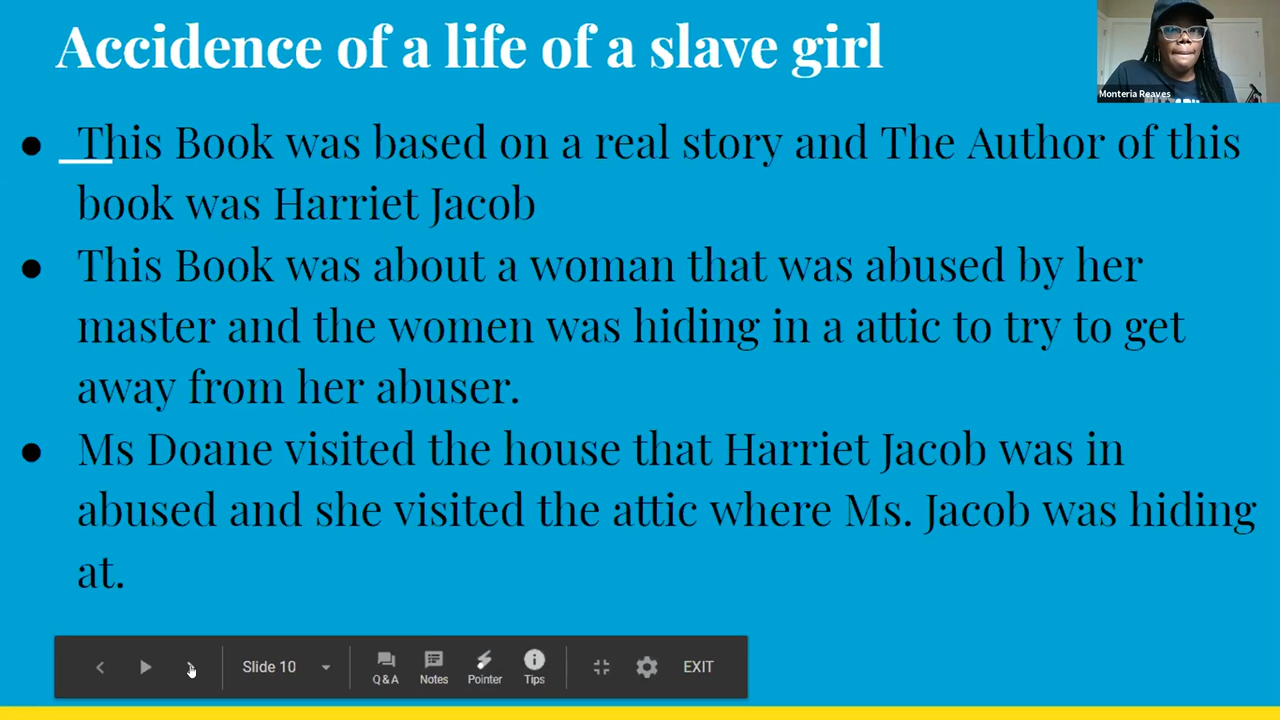 Accidence of a life of a slave girl
Monteria Reaves
● This Book was based on a real story and The Author of this
book was Harriet Jacob
● This Book was about a woman that was abused by her
master and the women was hiding in a attic to try to get
away from her abuser.
● Ms Doane visited the house that Harriet Jacob was in
abused and she visited the attic where Ms. Jacob was hiding
at.
Slide 10
Q&A
Notes
Pointer
Tips
EXIT